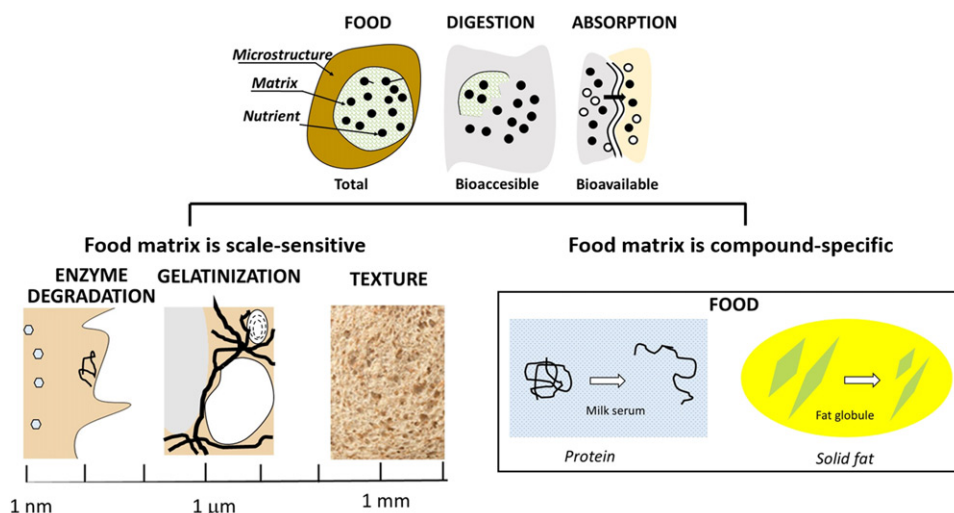 FOOD
DIGESTION
ABSORPTION
Microstructure
Matrix
Nutrient
Total
Bioaccesible
Bioavailable
Food matrix is scale-sensitive
ENZYME
DEGRADATION
GELATINIZATION
TEXTURE
1 nm
1 μm
1 mm
Food matrix is compound-specific
FOOD
Milk serum
Fat globule
Protein
Solid fat